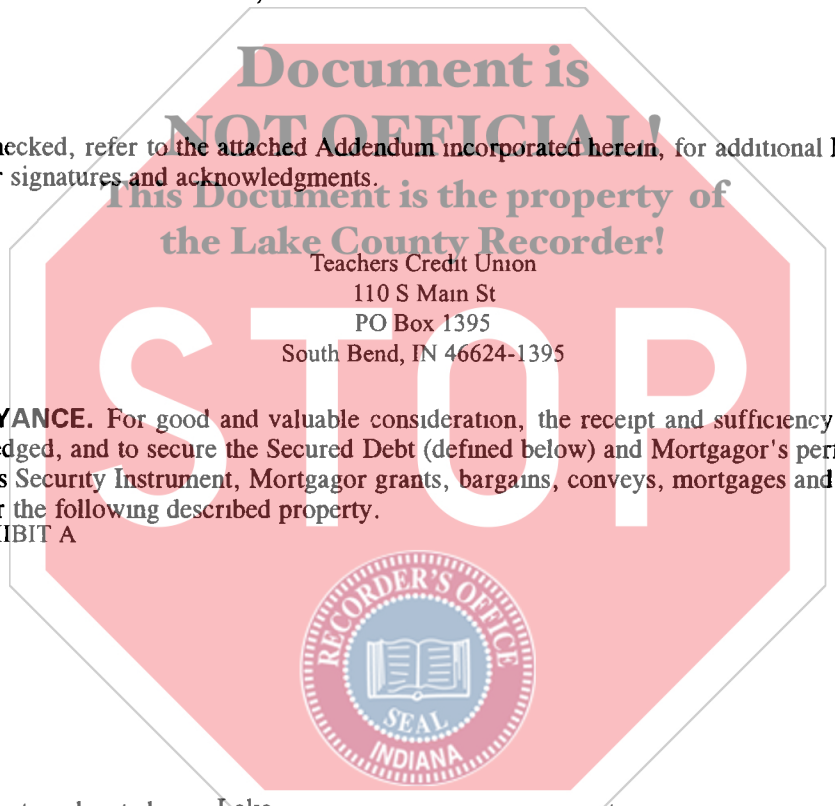 Document is
NOT OFFICIAL!
hecked, refer to the attached Addendum incorporated herein, for additional
signatures and acknowledgments.
This Document is the property of
the Lake County Recorder!
Teachers Credit Union
110 S Main St
PO Box 1395
South Bend, IN 46624-1395
STOP
YANCE. For good and valuable consideration, the receipt and sufficiency
edged, and to secure the Secured Debt (defined below) and Mortgagor's per
s Security Instrument, Mortgagor grants, bargains, conveys, mortgages and
r the following described property.
IBIT A
RECORDER'S OFFICE
SEAL
INDIANA
Lake